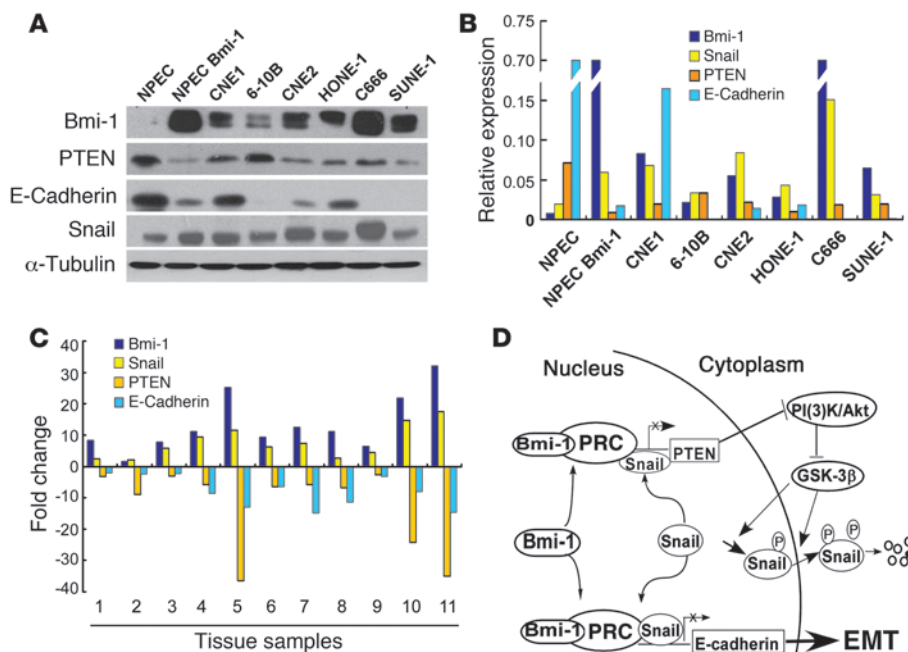 A
NPEC
NPEC Bmi-1
CNE1
6-10B
CNE2
HONE-1
C666
SUNE-1
Bmi-1
PTEN
E-Cadherin
Snail
α-Tubulin
B
Relative expression
0.70
0.15
0.10
0.05
0
Bmi-1
Snail
PTEN
E-Cadherin
NPEC
NPEC Bmi-1
CNE1
6-10B
CNE2
HONE-1
C666
SUNE-1
C
Fold change
40
30
20
10
0
-10
-20
-30
-40
Bmi-1
Snail
PTEN
E-Cadherin
1 2 3 4 5 6 7 8 9 10 11
Tissue samples
D
Nucleus Cytoplasm
Bmi-1 PRC Snail x PTEN
PI(3)K/Akt
GSK-3β
Bmi-1
Snail
P
Snail
P P
Snail
Bmi-1 PRC Snail x
E-cadherin
EMT